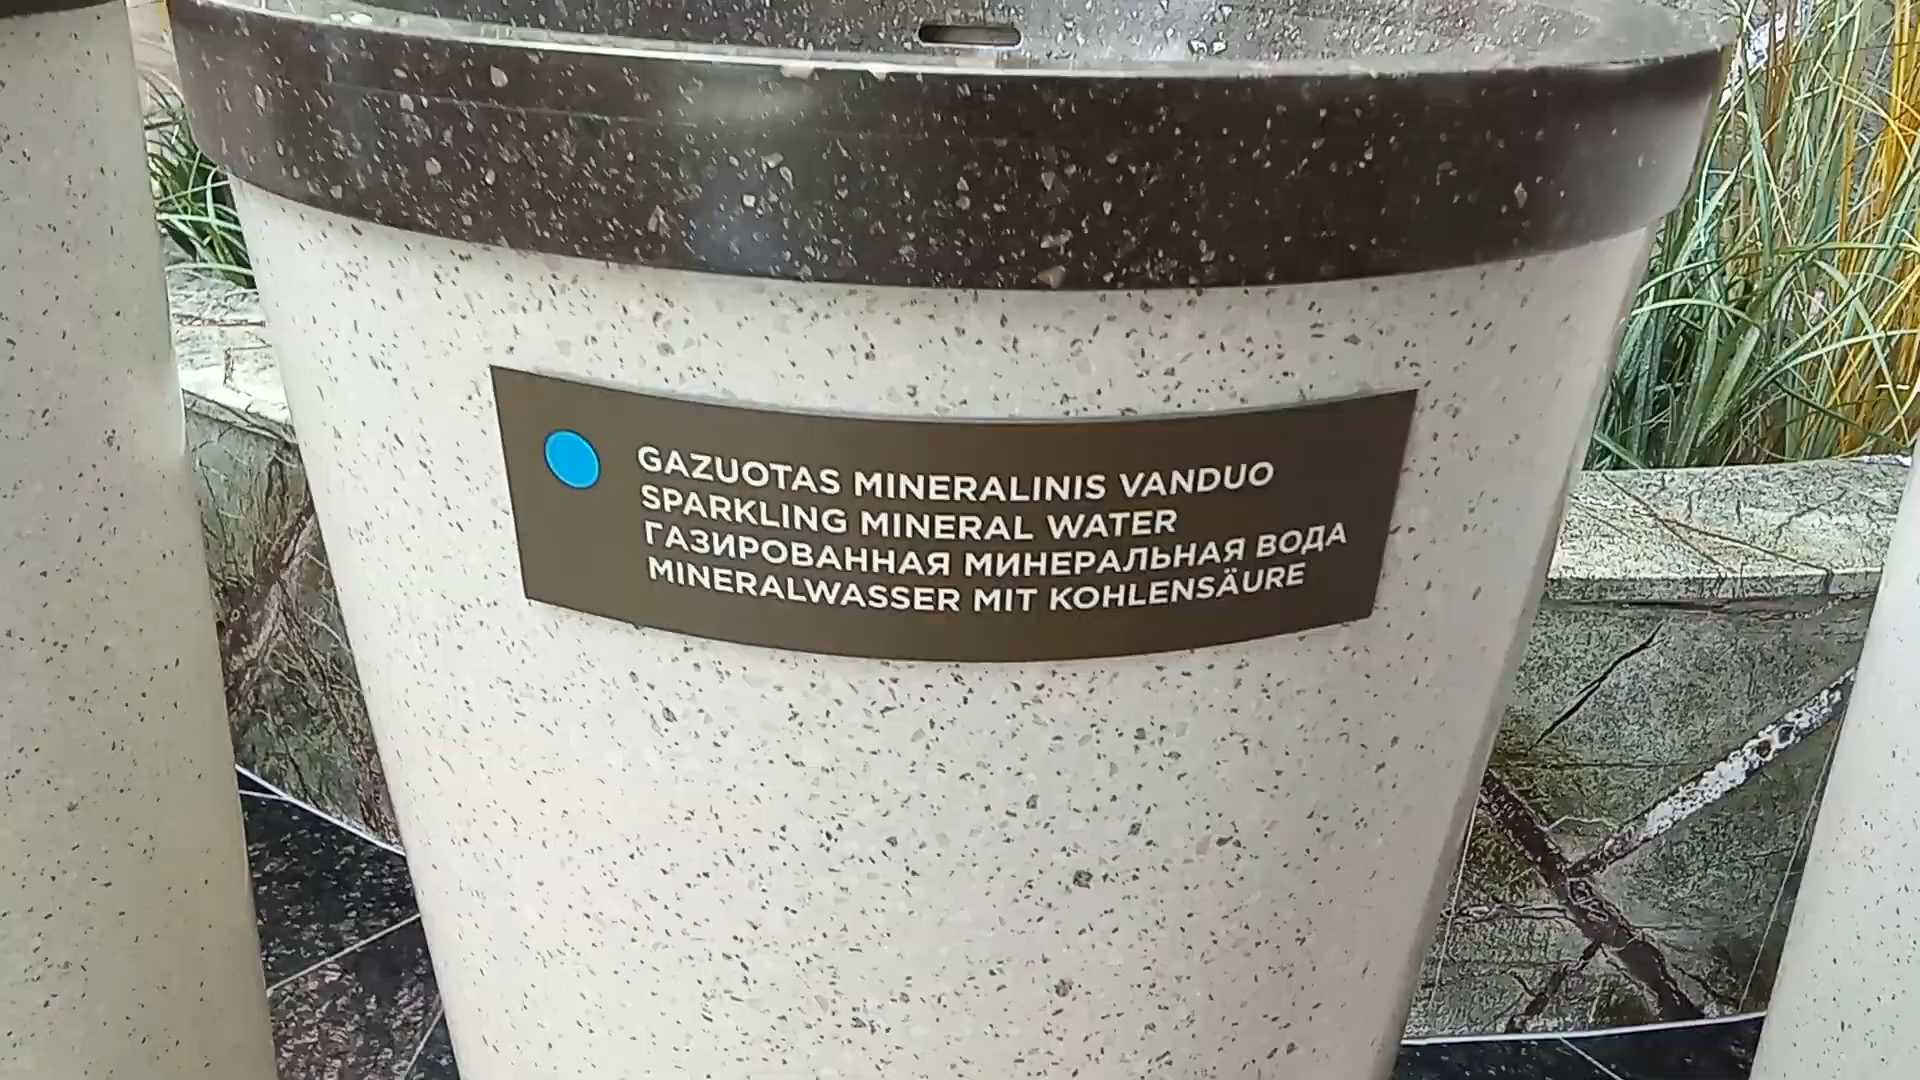 GAZUOTAS MINERALINIS VANDUO
SPARKLING MINERAL WATER
ГАЗИРОВАННАЯ МИНЕРАЛЬНАЯ ВОДА
MINERALWASSER MIT KOHLENSÄURE